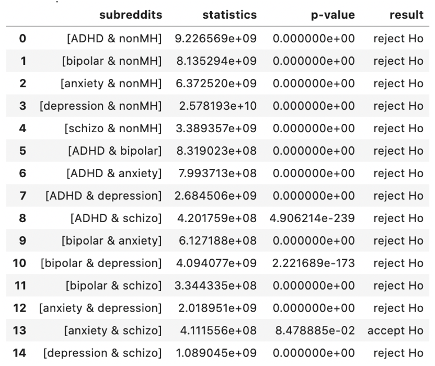 subreddits statistics p-value result
0 [ADHD & nonMH] 9.226569e+09 0.000000e+00 reject Ho
1 [bipolar & nonMH] 8.135294e+09 0.000000e+00 reject Ho
2 [anxiety & nonMH] 6.372520e+09 0.000000e+00 reject Ho
3 [depression & nonMH] 2.578193e+10 0.000000e+00 reject Ho
4 [schizo & nonMH] 3.389357e+09 0.000000e+00 reject Ho
5 [ADHD & bipolar] 8.319023e+08 0.000000e+00 reject Ho
6 [ADHD & anxiety] 7.993713e+08 0.000000e+00 reject Ho
7 [ADHD & depression] 2.684506e+09 0.000000e+00 reject Ho
8 [ADHD & schizo] 4.201759e+08 4.906214e-239 reject Ho
9 [bipolar & anxiety] 6.127188e+08 0.000000e+00 reject Ho
10 [bipolar & depression] 4.094077e+09 2.221689e-173 reject Ho
11 [bipolar & schizo] 3.344335e+08 0.000000e+00 reject Ho
12 [anxiety & depression] 2.018951e+09 0.000000e+00 reject Ho
13 [anxiety & schizo] 4.111556e+08 8.478885e-02 accept Ho
14 [depression & schizo] 1.089045e+09 0.000000e+00 reject Ho